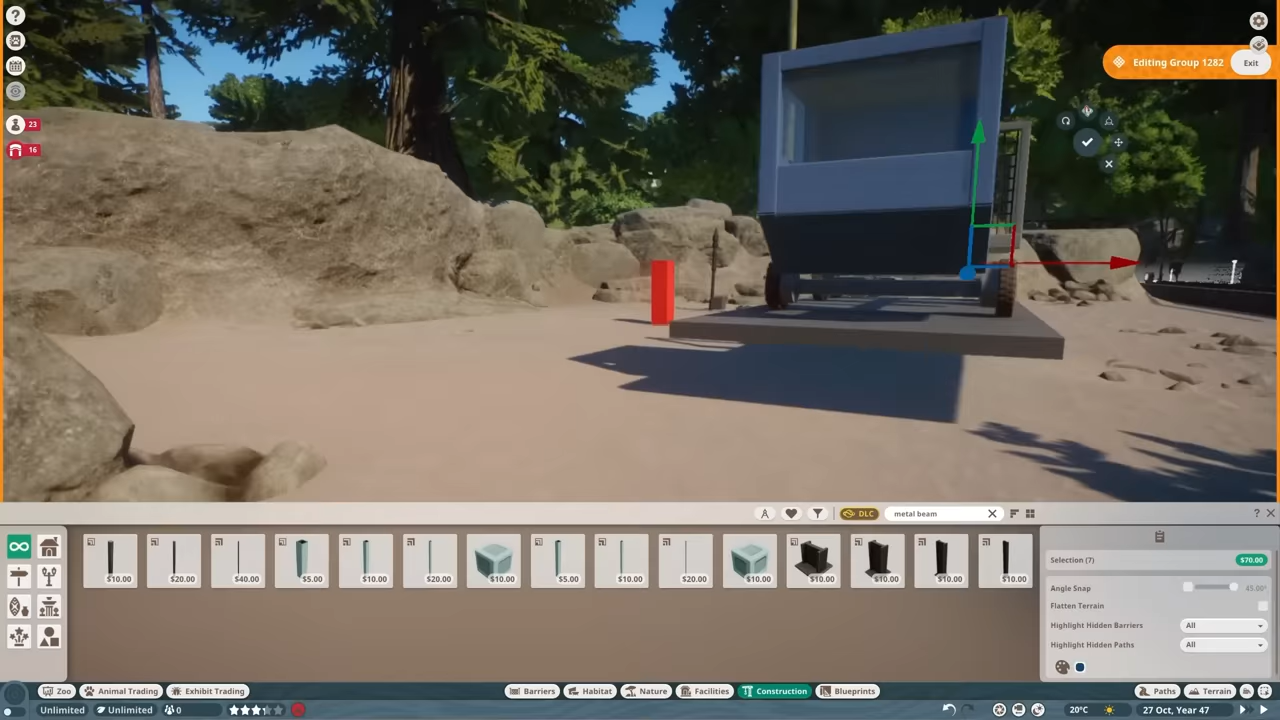 ?
Editing Group 1282
Exit
23
16
DLC
metal beam
?
$10.00
$20.00
$40.00
$5.00
$10.00
$20.00
$10.00
$5.00
$10.00
$20.00
$10.00
$10.00
$10.00
$10.00
$10.00
Selection (7)
$70.00
Angle Snap
45.00°
Flatten Terrain
Highlight Hidden Barriers
All
Highlight Hidden Paths
All
Zoo
Animal Trading
Exhibit Trading
Barriers
Habitat
Nature
Facilities
Construction
Blueprints
Paths
Terrain
Unlimited
Unlimited
0
20°C
27 Oct, Year 47